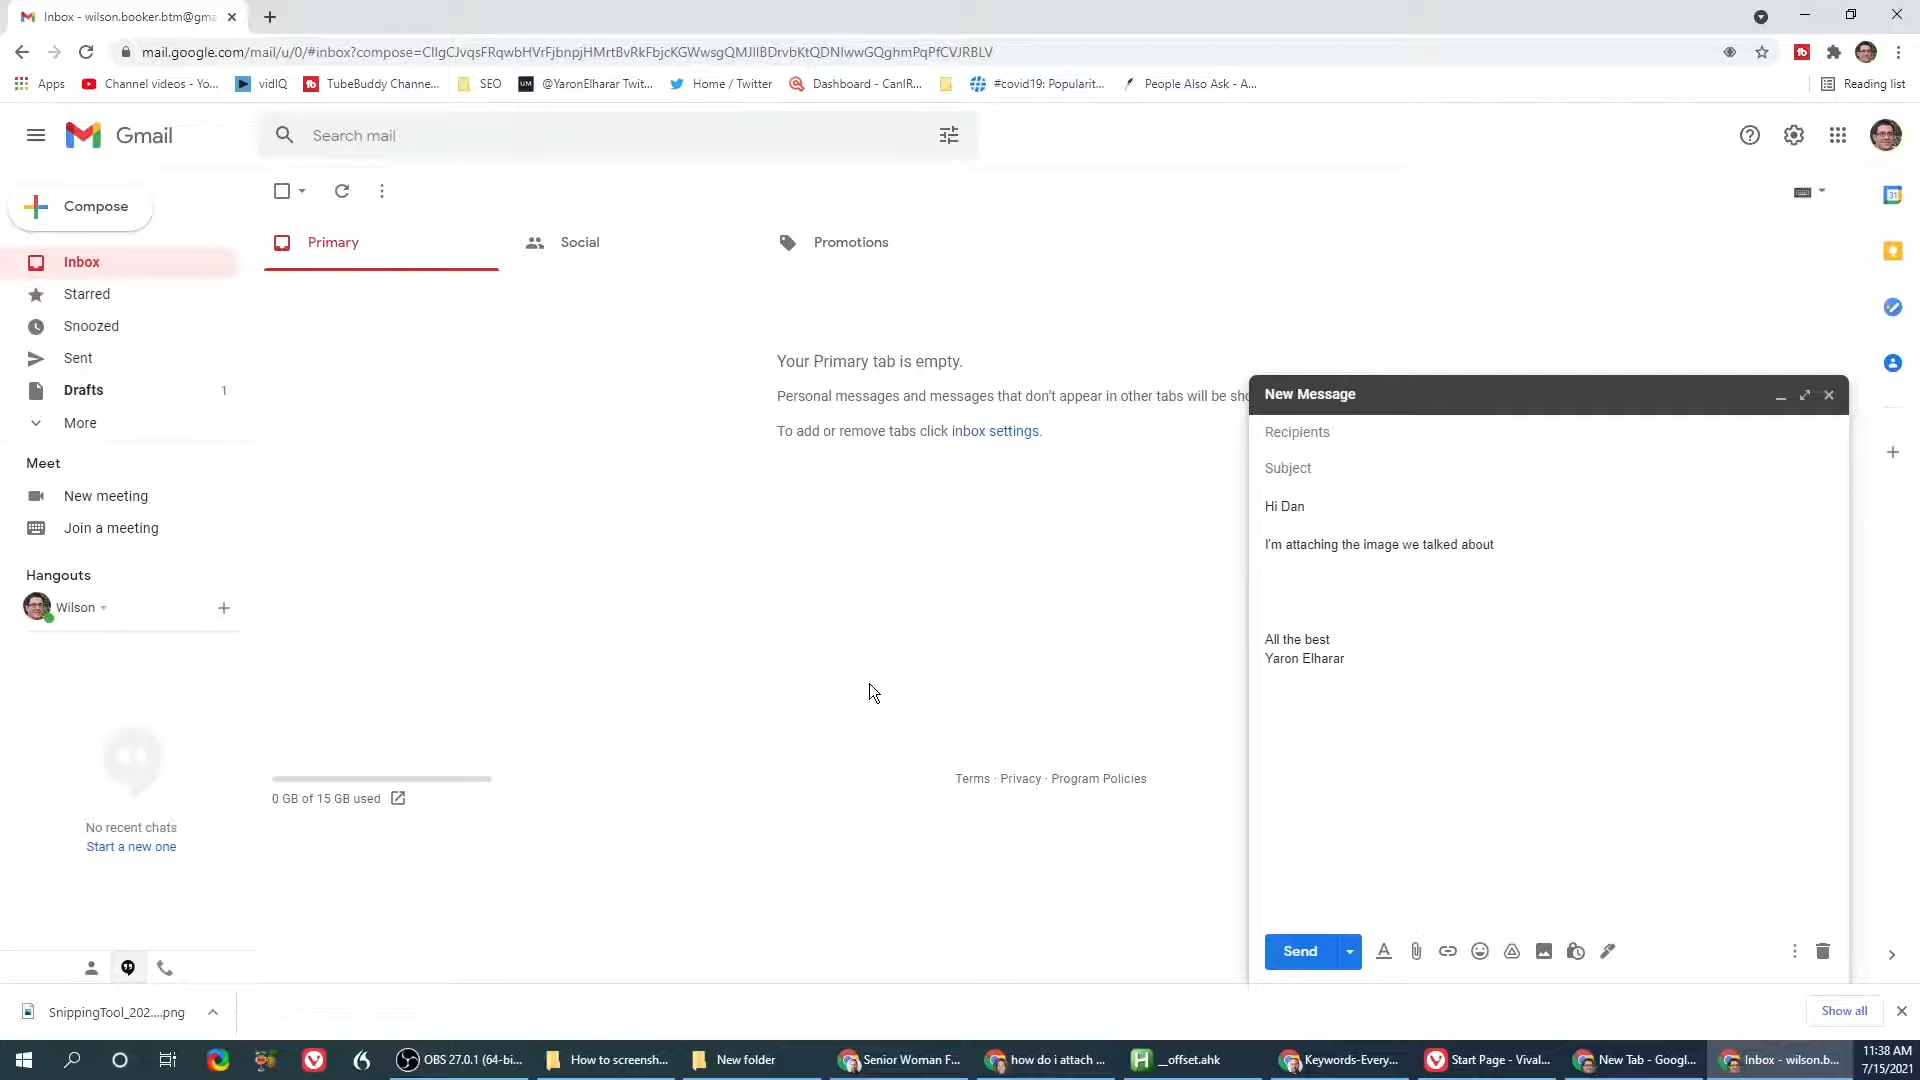 Inbox - wilson.booker.btm@gma
mail.google.com/mail/u/0/#inbox?compose=
Apps
Channel videos - Yo...
vidIQ
TubeBuddy Channe...
SEO
UM
@YaronElharar Twit...
Home / Twitter
Dashboard - CanIR...
#covid19: Popularit...
People Also Ask - A...
Reading list
Gmail
Search mail
Compose
Primary
Social
Promotions
31
Inbox
Starred
Snoozed
Sent
Drafts
1
More
Your Primary tab is empty.
Personal messages and messages that don't appear in other tabs will be sho
To add or remove tabs click inbox settings.
New Message
Recipients
Subject
Hi Dan
I'm attaching the image we talked about
All the best
Yaron Elharar
Meet
New meeting
Join a meeting
Hangouts
Wilson
No recent chats
Start a new one
0 GB of 15 GB used
Terms · Privacy · Program Policies
Send
SnippingTool_202....png
Show all
OBS 27.0.1 (64-bi...
How to screensh...
New folder
Senior Woman F...
how do i attach ...
__offset.ahk
Keywords-Every...
Start Page - Vival...
New Tab - Googl...
Inbox - wilson.b...
11:38 AM
7/15/2021